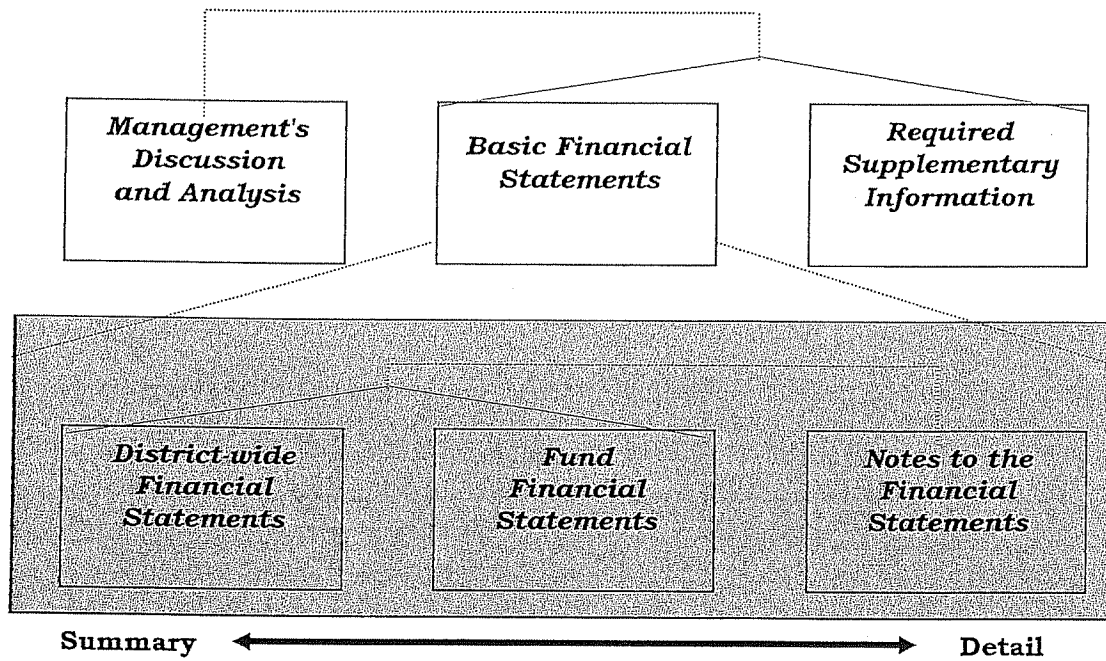 Management's
Discussion
and Analysis
Basic Financial
Statements
Required
Supplementary
Information
District-wide
Financial
Statements
Fund
Financial
Statements
Notes to the
Financial
Statements
Summary
Detail